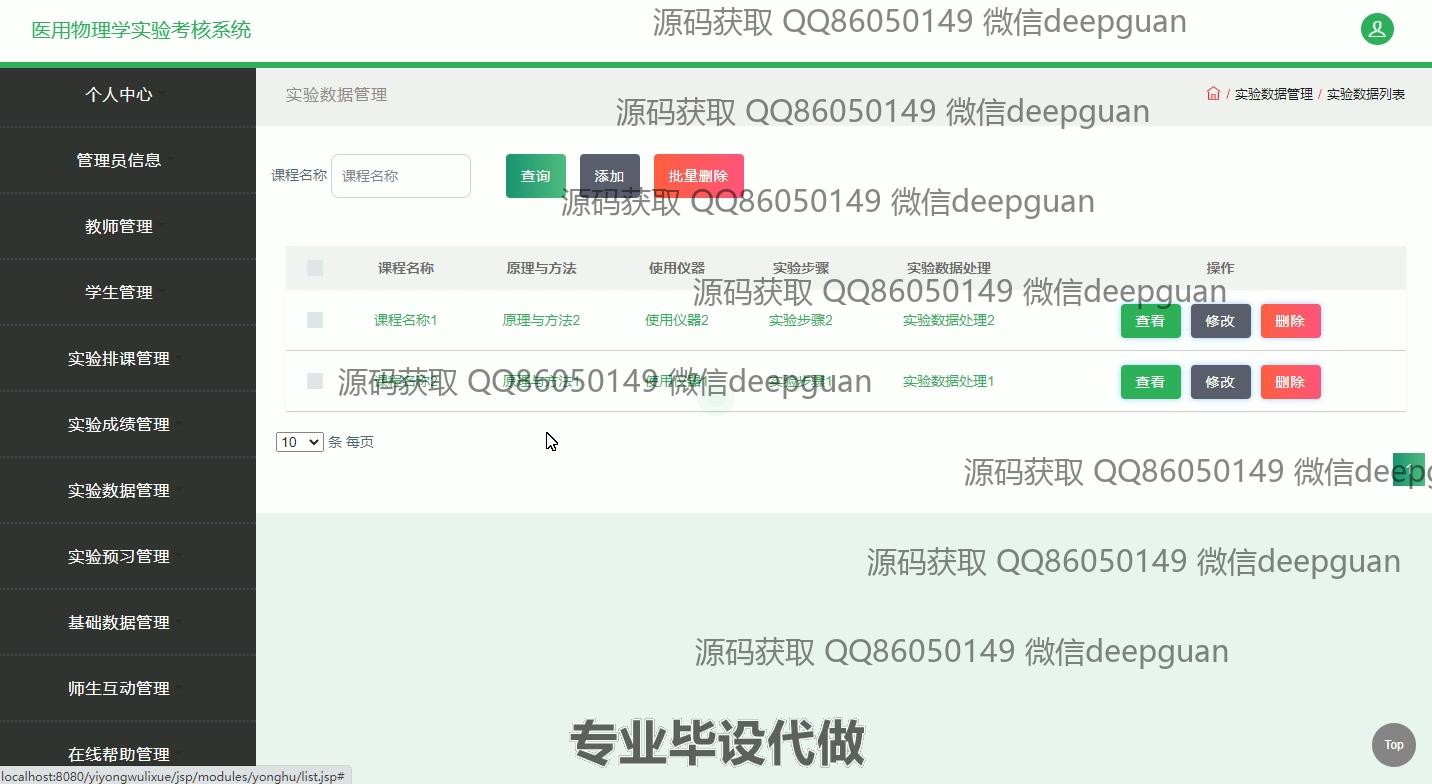 医用物理学实验考核系统
源码获取 QQ86050149 微信deepguan
个人中心
实验数据管理
/ 实验数据管理 / 实验数据列表
源码获取 QQ86050149 微信deepguan
管理员信息
课程名称 课程名称 查询 添加 批量删除
源码获取 QQ86050149 微信deepguan
教师管理
课程名称 原理与方法 使用仪器 实验步骤 实验数据处理 操作
源码获取 QQ86050149 微信deepguan
学生管理
课程名称1 原理与方法2 使用仪器2 实验步骤2 实验数据处理2 查看 修改 删除
实验排课管理
源码获取 QQ86050149 微信deepguan
原理与方法1 使用仪器1 实验步骤1 实验数据处理1 查看 修改 删除
实验成绩管理
10 条 每页
源码获取 QQ86050149 微信deepg
实验数据管理
实验预习管理
源码获取 QQ86050149 微信deepguan
基础数据管理
源码获取 QQ86050149 微信deepguan
师生互动管理
专业毕设代做
在线帮助管理
Top
localhost:8080/yiyongwulixue/jsp/modules/yonghu/list.jsp#